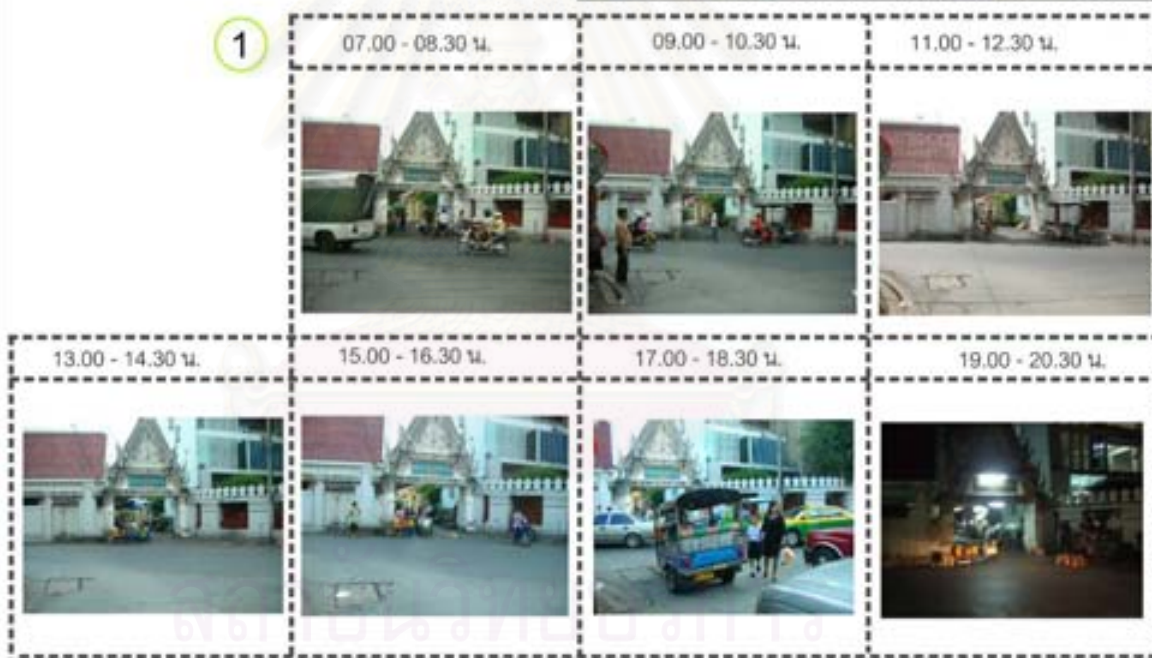 1
07.00 - 08.30 น.
09.00 - 10.30 น.
11.00 - 12.30 น.
13.00 - 14.30 น.
15.00 - 16.30 น.
17.00 - 18.30 น.
19.00 - 20.30 น.